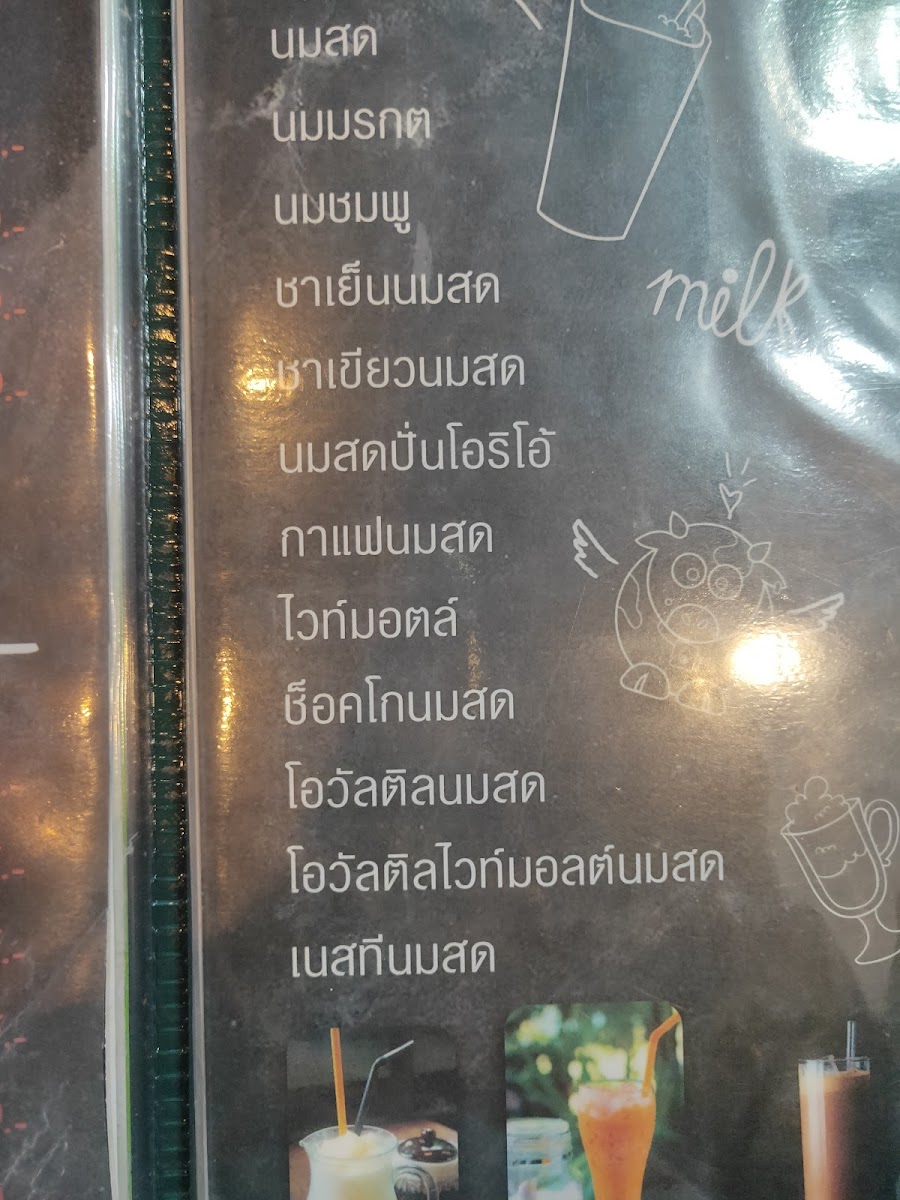 นมสด
นมมรกต
นมชมพู
ชาเย็นนมสด
milk
ชาเขียวนมสด
นมสดปั่นโอริโอ้
กาแฟนมสด
ไวท์มอตล์
ช็อคโกนมสด
โอวัลติลนมสด
โอวัลติลไวท์มอลต์นมสด
เนสทีนมสด